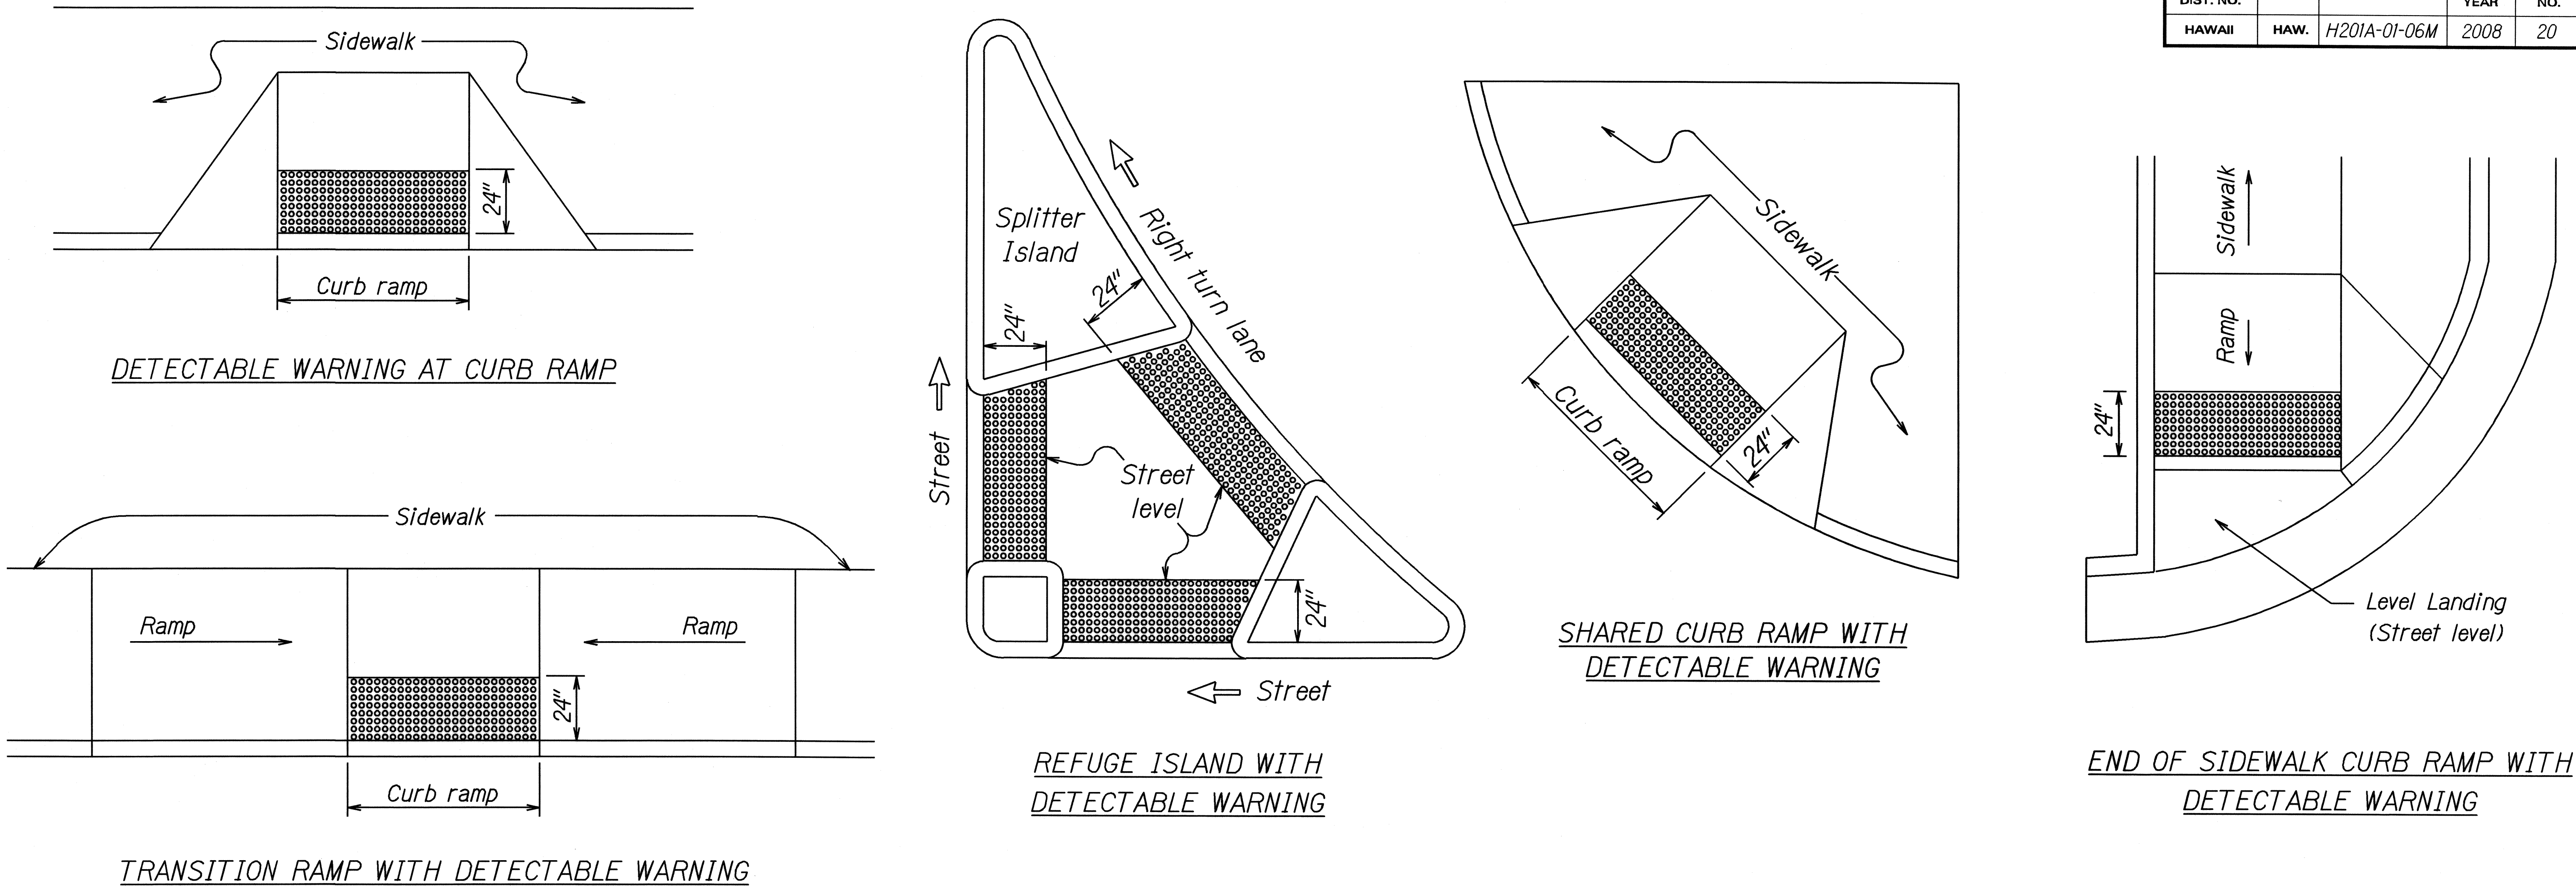 DIST. NO.
YEAR
NO.
HAWAII
HAW.
H201A-01-06M
2008
20
Sidewalk
24"
Curb ramp
DETECTABLE WARNING AT CURB RAMP
Sidewalk
Ramp
Ramp
24"
Curb ramp
TRANSITION RAMP WITH DETECTABLE WARNING
Splitter
Island
Right turn lane
24"
24"
Street
Street
level
24"
Street
REFUGE ISLAND WITH
DETECTABLE WARNING
Sidewalk
Curb ramp
24"
SHARED CURB RAMP WITH
DETECTABLE WARNING
Sidewalk
Ramp
24"
Level Landing
(Street level)
END OF SIDEWALK CURB RAMP WITH
DETECTABLE WARNING